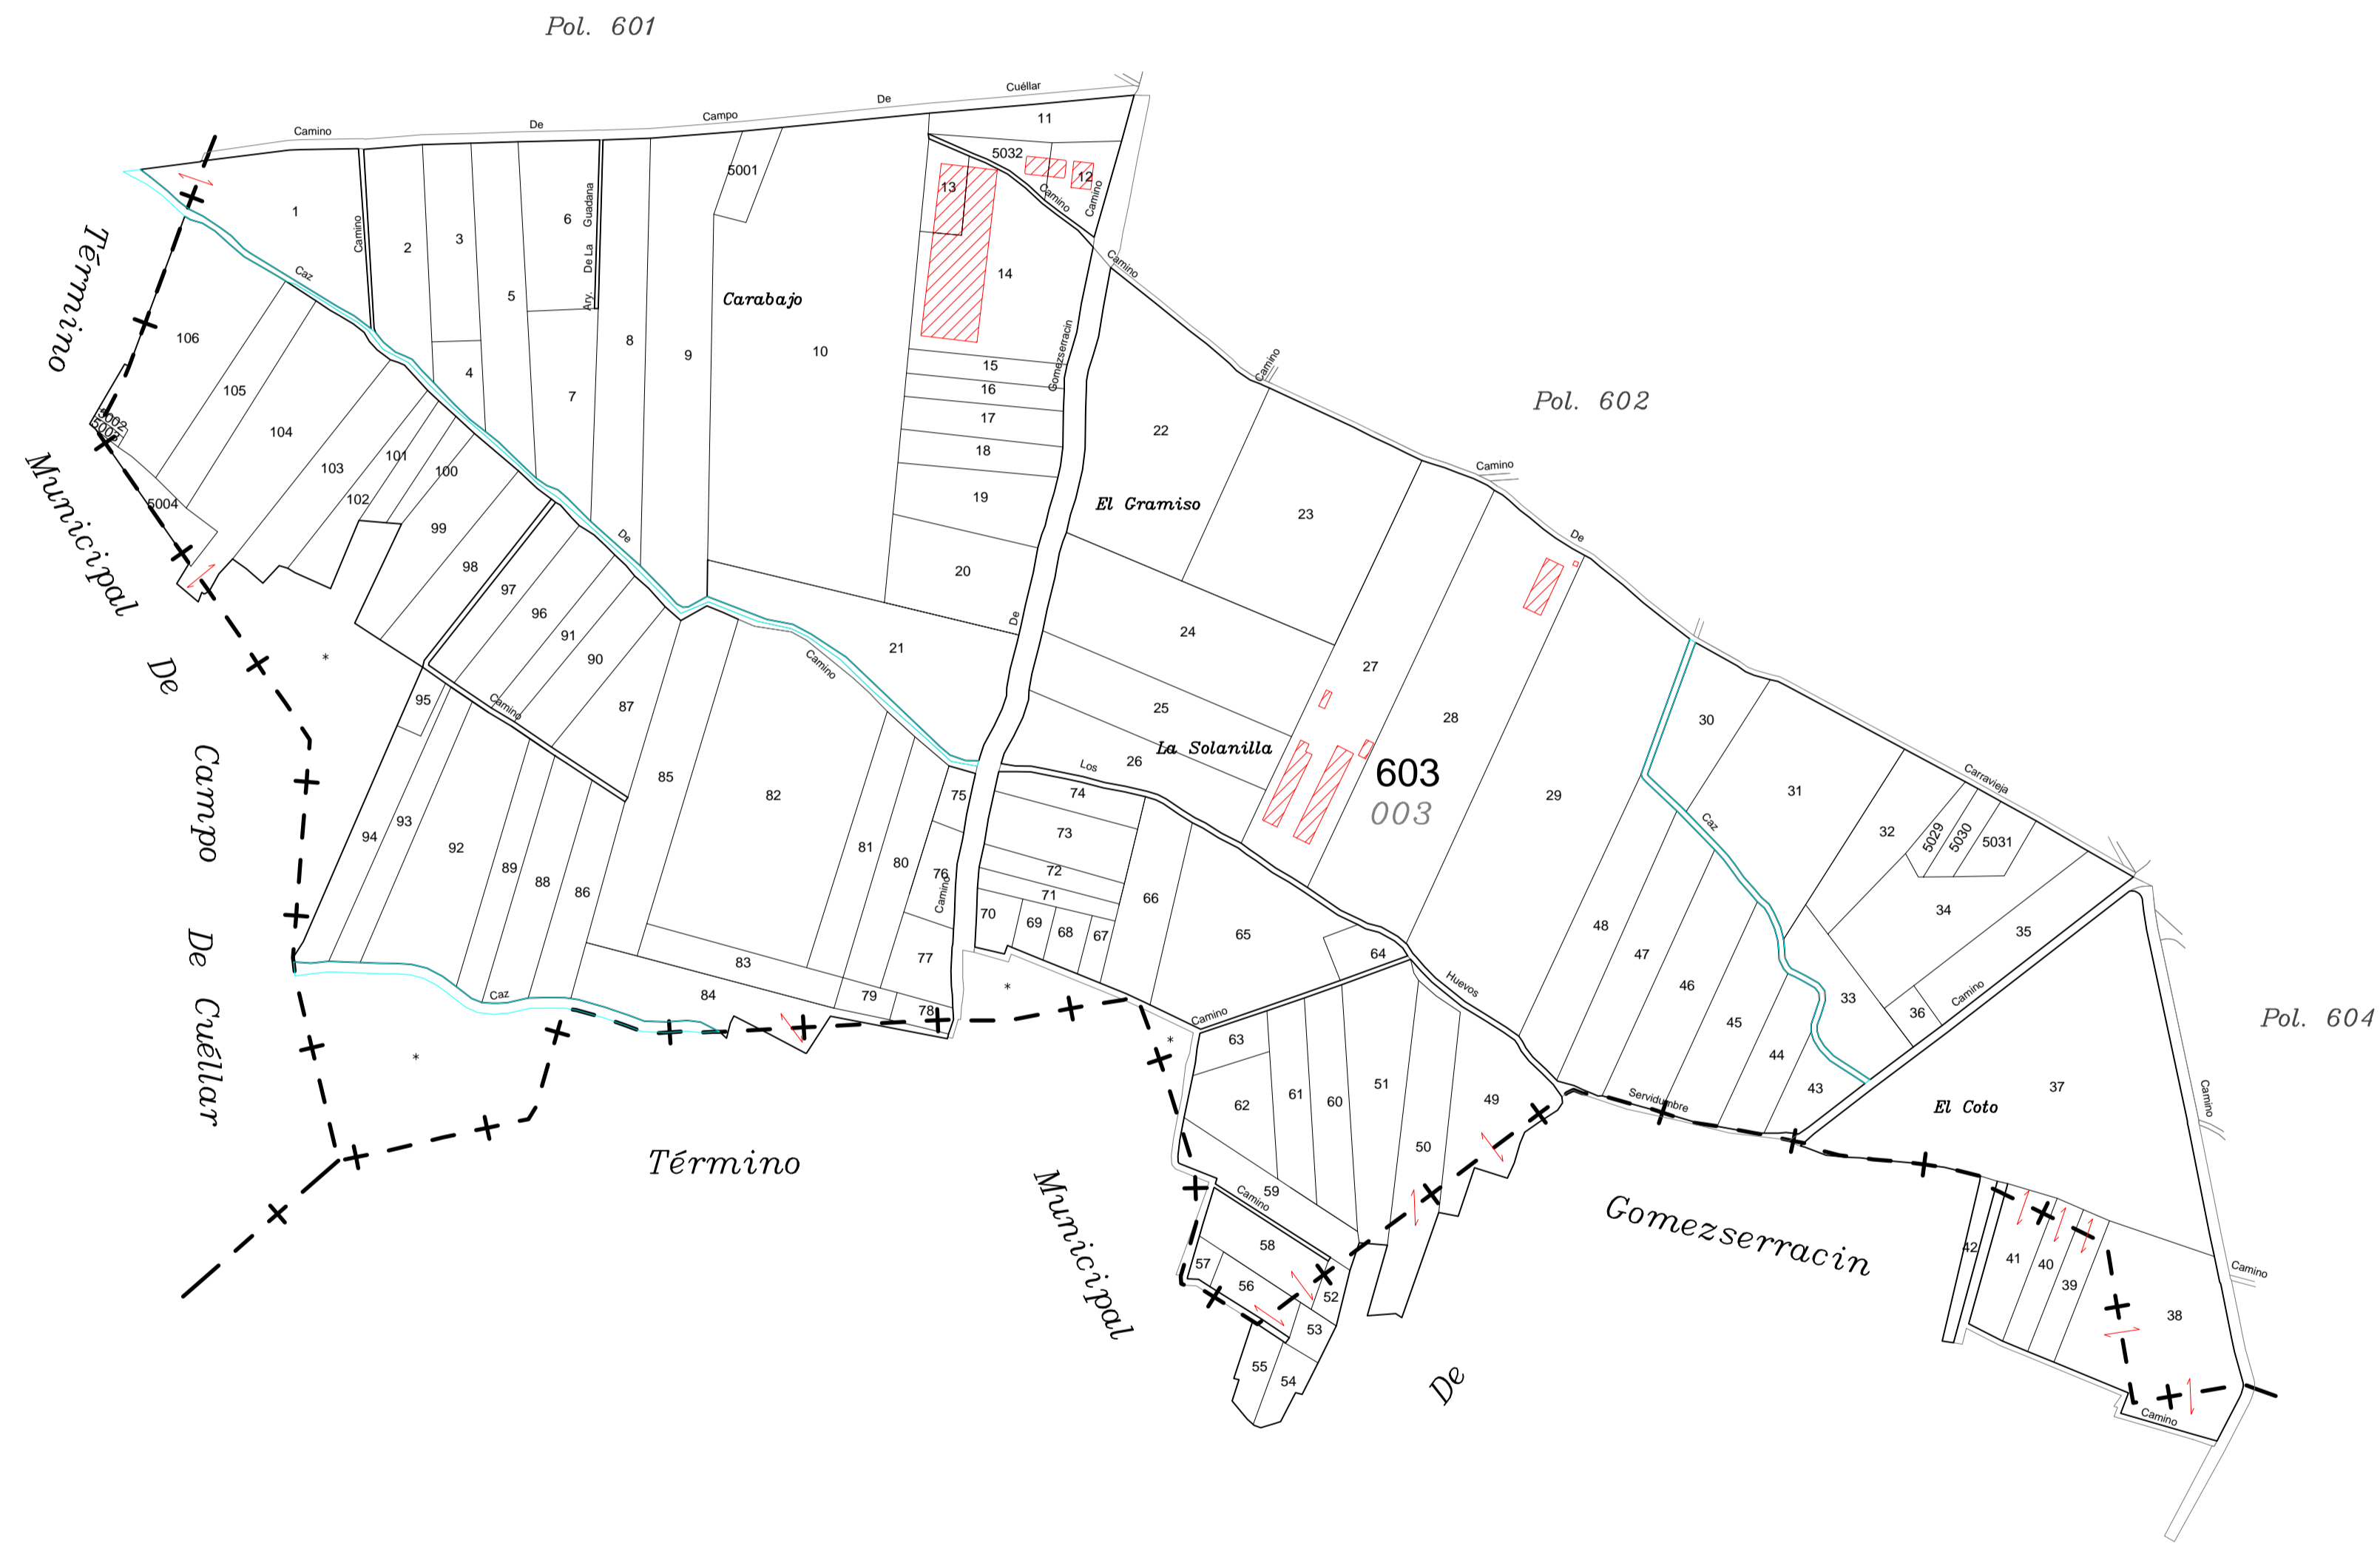 Pol. 601
Camino De Campo De Cuéllar
11
5032
12
5001
13
Camino
Camino
1
Camino
2
3
6
Ary. De La Guadana
5
14
Camino
Carabajo
Caz
106
105
104
103
101
102
100
5002
5003
5004
4
7
8
9
10
15
16
17
18
19
20
21
Camino De Gomezserracin
22
Camino
Pol. 602
El Gramiso
23
Camino
De
24
25
26
27
28
La Solanilla
603
003
29
30
31
Carravieja
32
5029
5030
5031
34
35
36
33
Caz
Camino
99
98
97
96
91
90
De
87
Camino
95
94
93
92
89
88
86
85
82
83
84
81
80
79
78
77
76
75
Camino
Los
74
73
72
71
70
69
68
67
66
65
64
Huevos
48
47
46
45
44
43
Servidumbre
Camino
63
62
61
60
51
50
49
59
Camino
58
57
56
52
53
55
54
Caz
*
*
*
*
37
El Coto
Camino
Pol. 604
42
41
40
39
38
Camino
Camino
Término
Municipal
De
Campo
De
Cuéllar
Término
Municipal
De
Gomezserracin